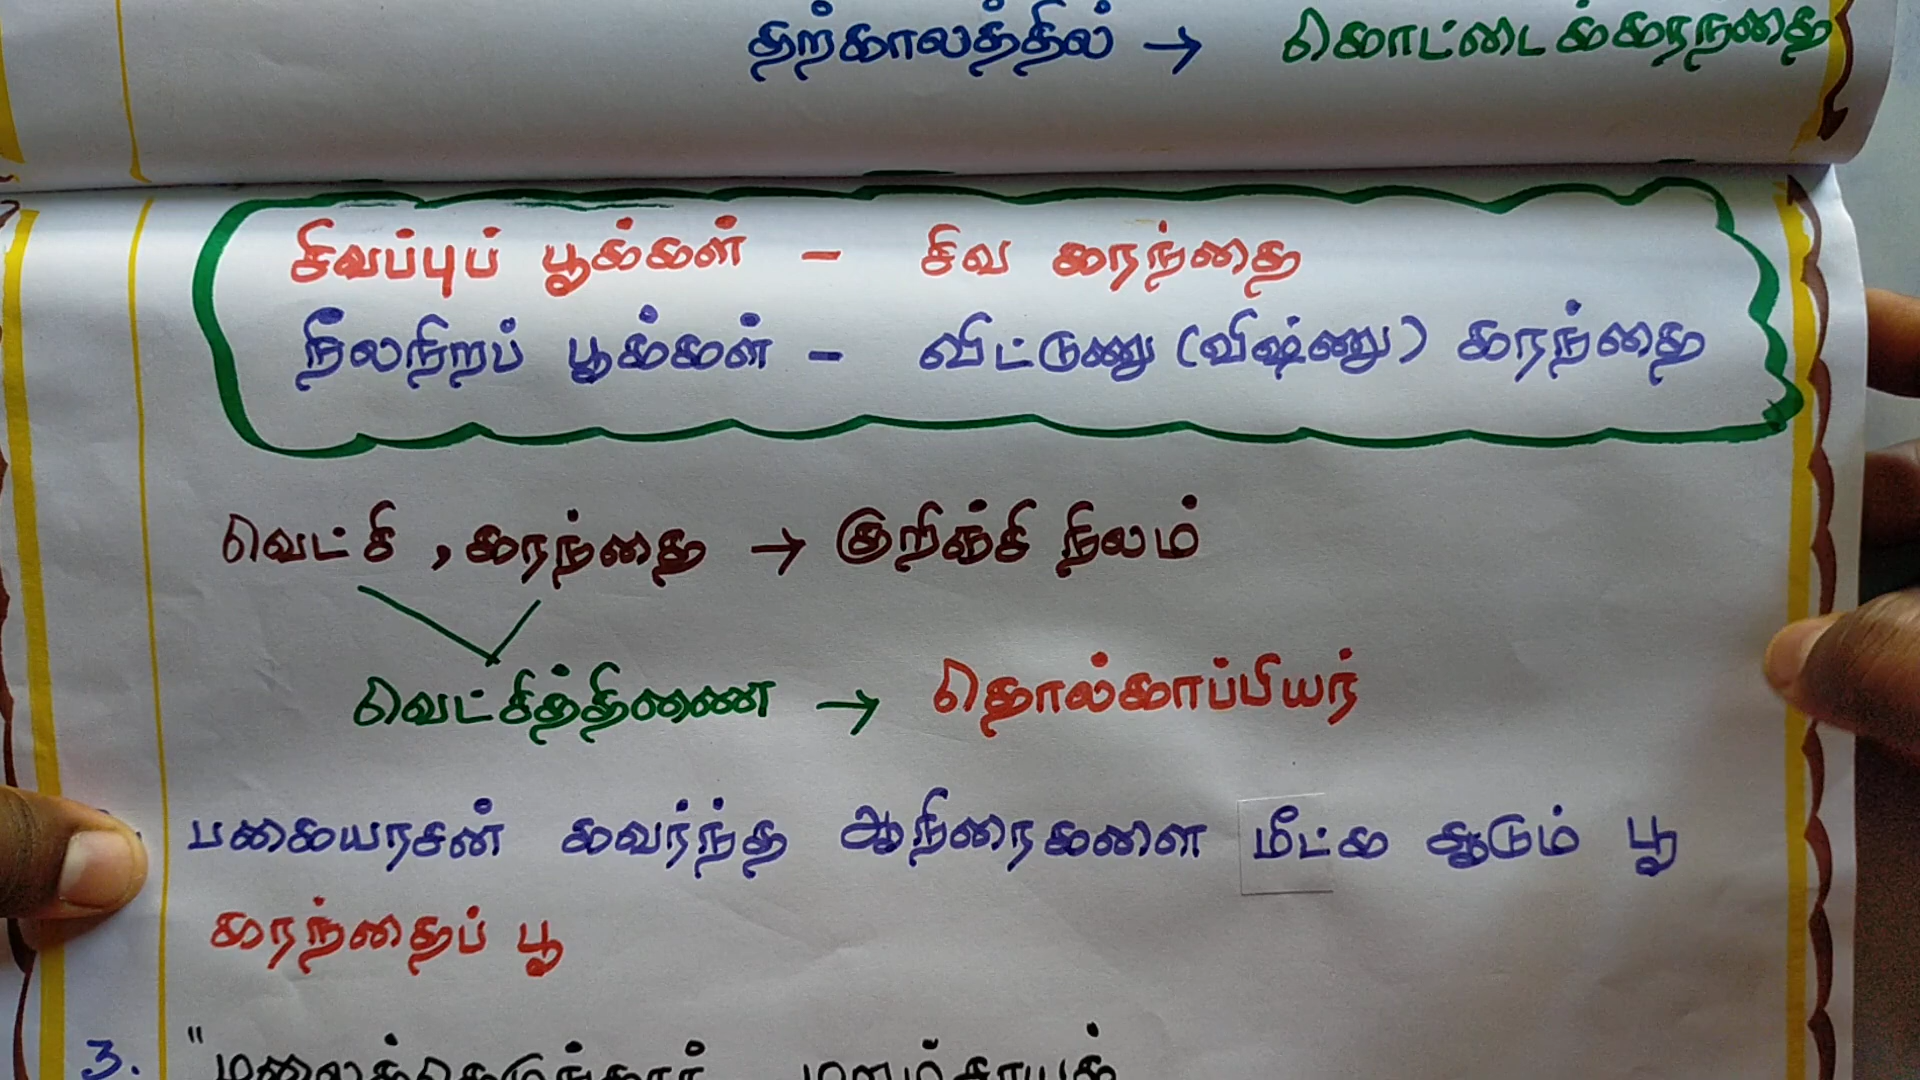 தற்காலத்தில் → கொட்டைக்கரந்தை
சிவப்புப் பூக்கள் - சிவ கரந்தை
நீலநிறப் பூக்கள் - விட்டுணு (விஷ்ணு) கரந்தை
வெட்சி, கரந்தை → குறிஞ்சி நிலம்
வெட்சித்திணை → தொல்காப்பியர்
பகையரசன் கவர்ந்த ஆநிரைகளை மீட்க ஆடும் பூ
கரந்தைப் பூ
3. "